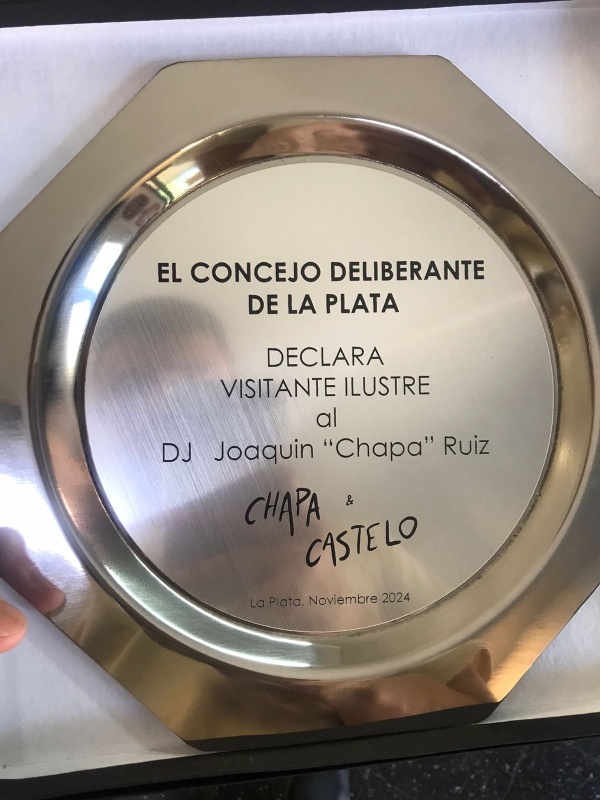 EL CONCEJO DELIBERANTE
DE LA PLATA
DECLARA
VISITANTE ILUSTRE
al
DJ Joaquin “Chapa” Ruiz
CHAPA &
CASTELO
La Plata, Noviembre 2024